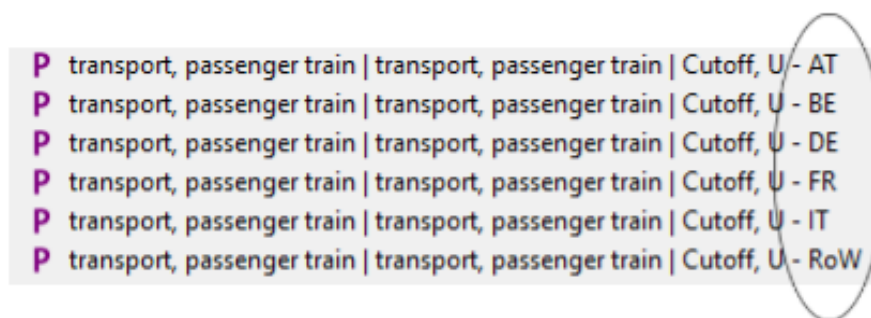 P transport, passenger train | transport, passenger train | Cutoff, U - AT
P transport, passenger train | transport, passenger train | Cutoff, U - BE
P transport, passenger train | transport, passenger train | Cutoff, U - DE
P transport, passenger train | transport, passenger train | Cutoff, U - FR
P transport, passenger train | transport, passenger train | Cutoff, U - IT
P transport, passenger train | transport, passenger train | Cutoff, U - RoW